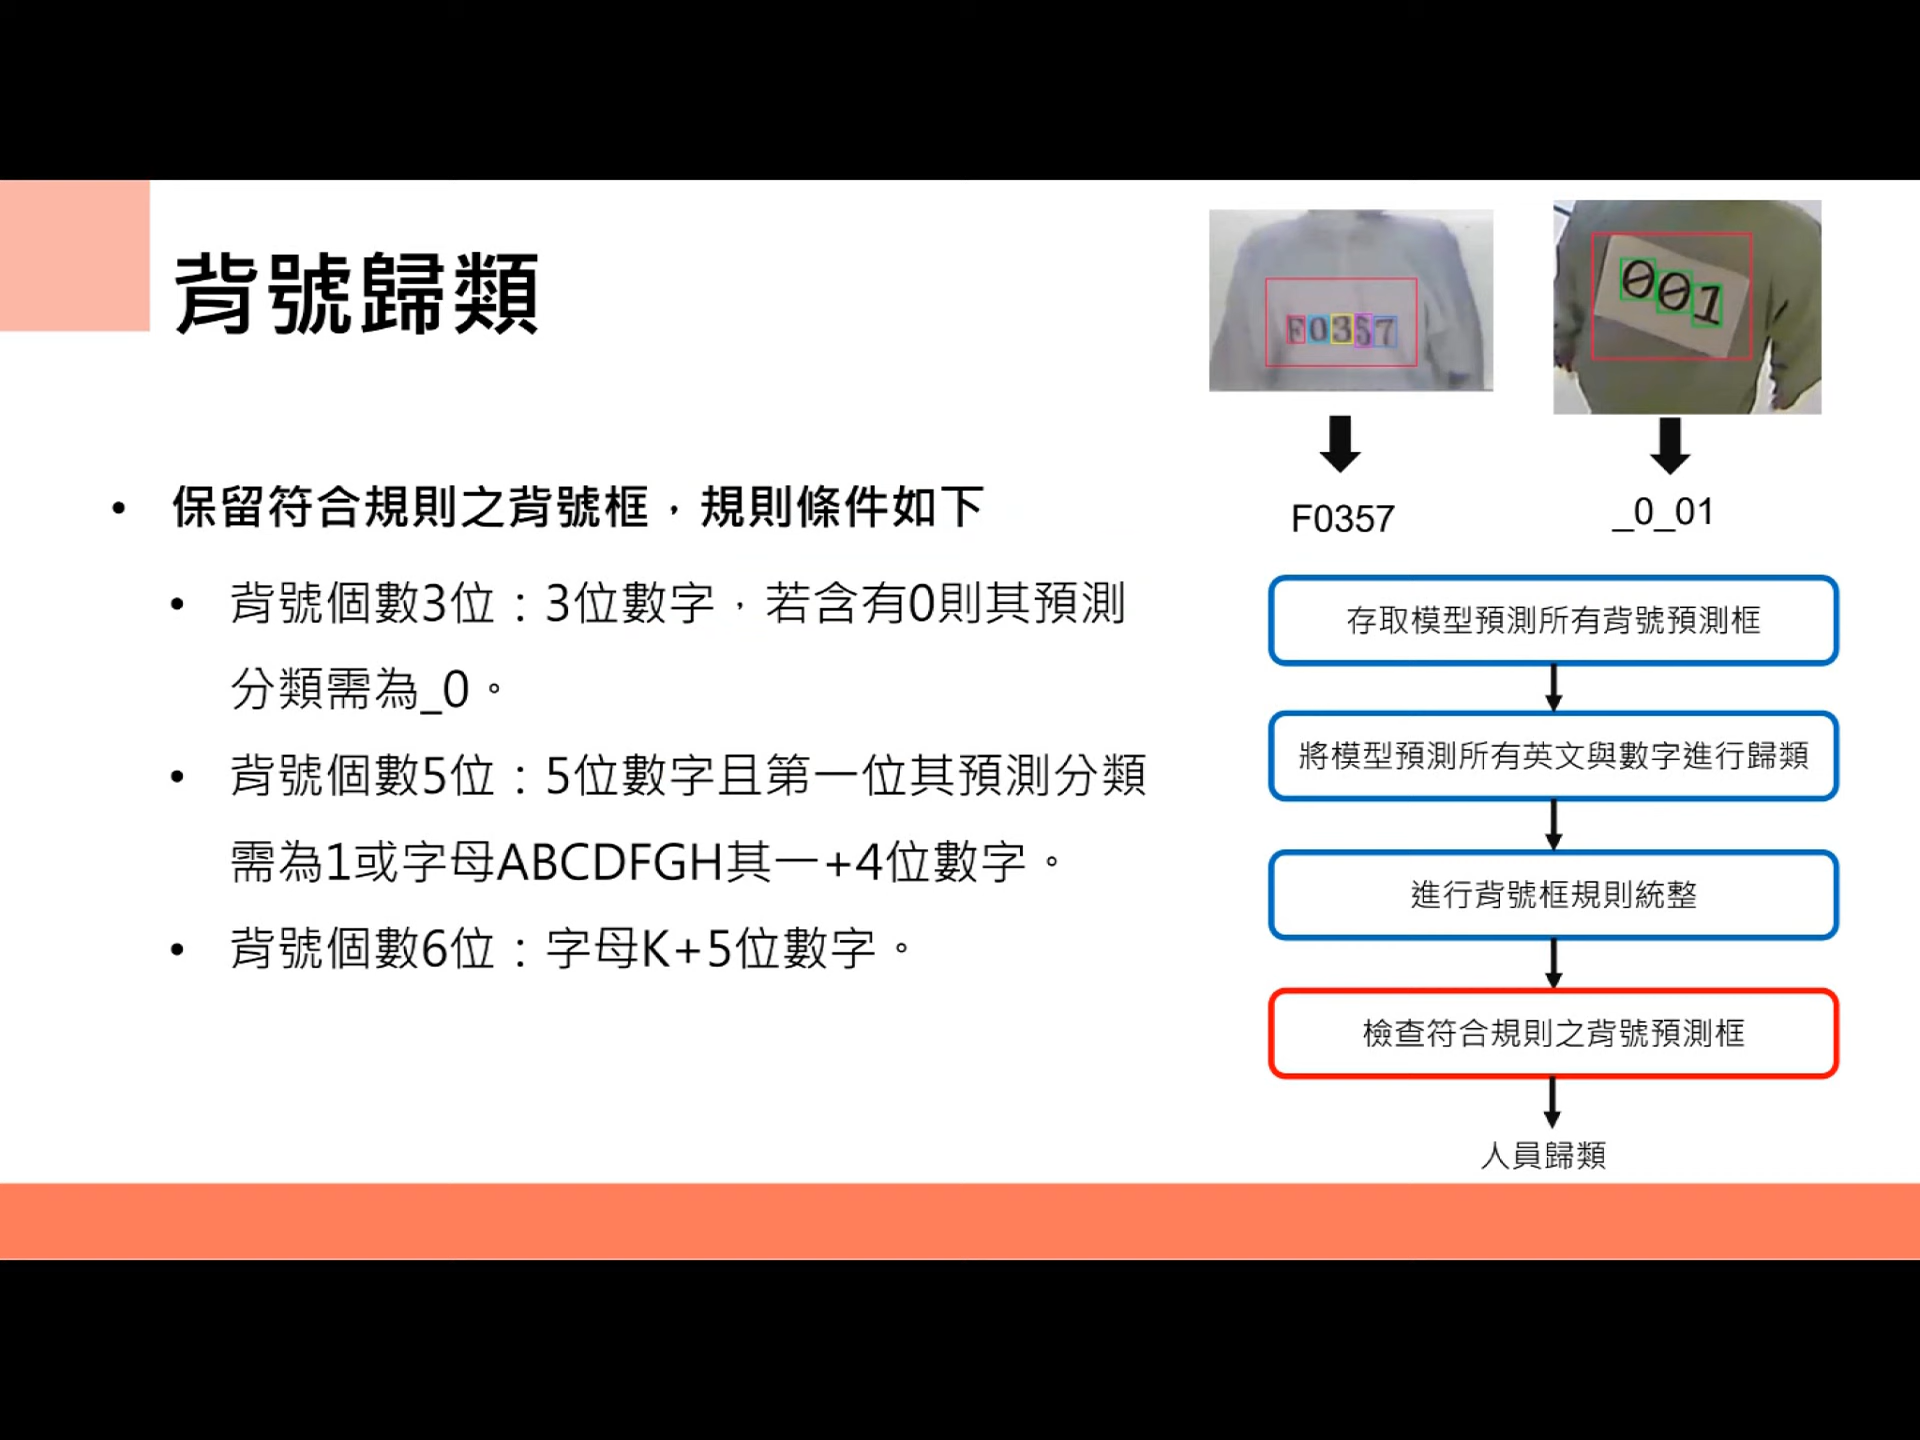 背號歸類
• 保留符合規則之背號框，規則條件如下
• 背號個數3位：3位數字，若含有0則其預測
分類需為_0。
• 背號個數5位：5位數字且第一位其預測分類
需為1或字母ABCDFGH其一+4位數字。
• 背號個數6位：字母K+5位數字。
F0357
001
F0357
_0_01
存取模型預測所有背號預測框
將模型預測所有英文與數字進行歸類
進行背號框規則統整
檢查符合規則之背號預測框
人員歸類